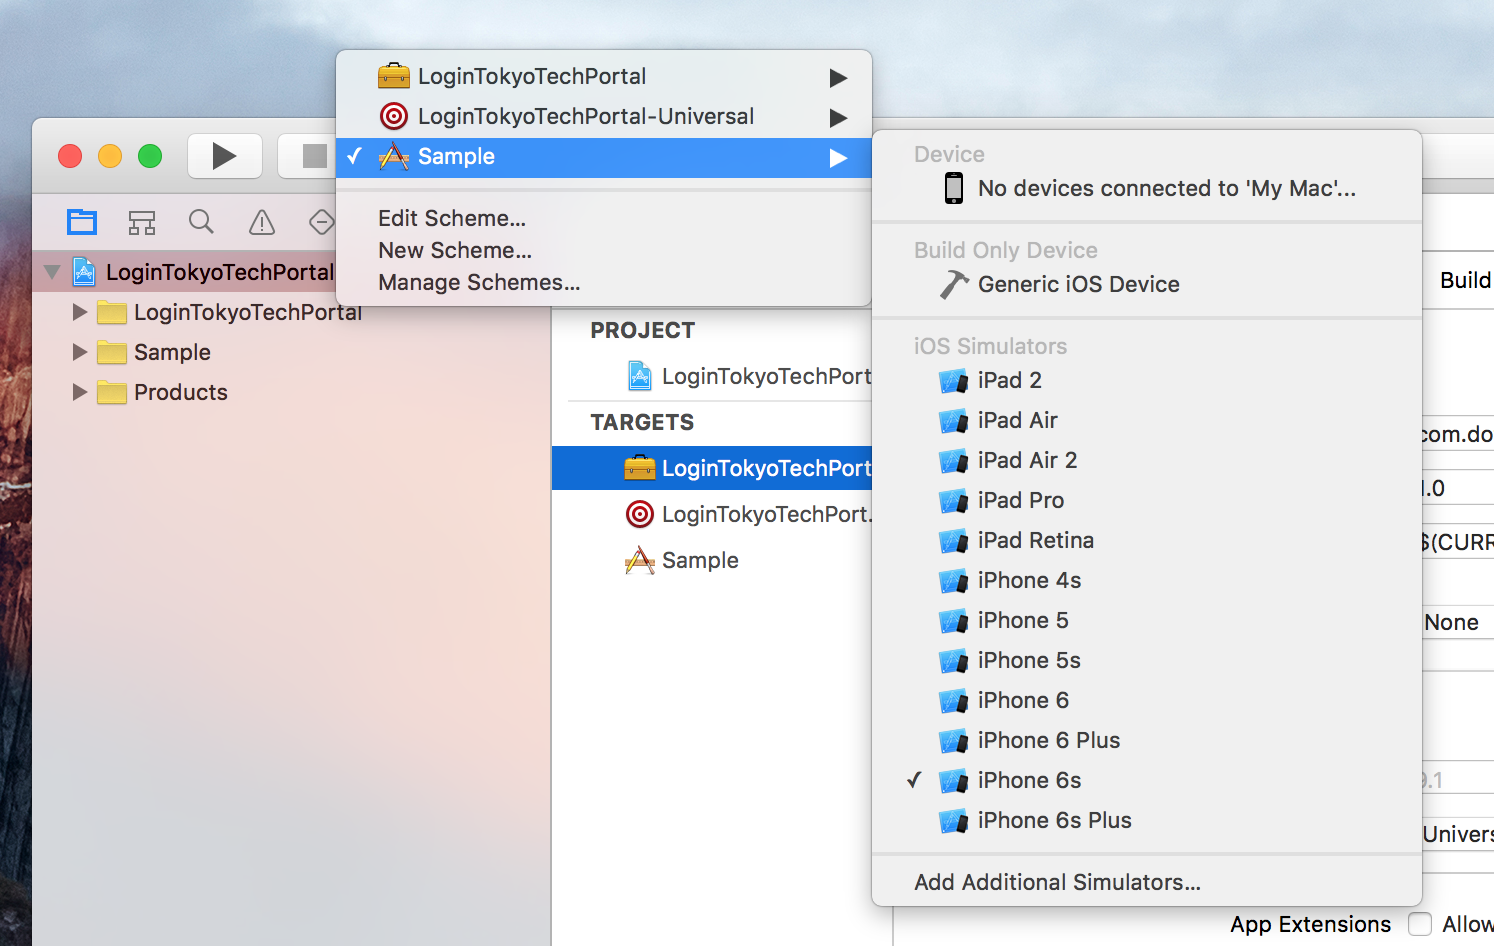 LoginTokyoTechPortal
LoginTokyoTechPortal-Universal
Sample
Edit Scheme...
New Scheme...
Manage Schemes...
Device
No devices connected to 'My Mac'...
Build Only Device
Generic iOS Device
iOS Simulators
iPad 2
iPad Air
iPad Air 2
iPad Pro
iPad Retina
iPhone 4s
iPhone 5
iPhone 5s
iPhone 6
iPhone 6 Plus
iPhone 6s
iPhone 6s Plus
Add Additional Simulators...
LoginTokyoTechPortal
LoginTokyoTechPortal
Sample
Products
PROJECT
LoginTokyoTechPort
TARGETS
LoginTokyoTechPort
LoginTokyoTechPort.
Sample
Build
com.do
1.0
$(CURR
None
9.1
Univers
App Extensions
Allow